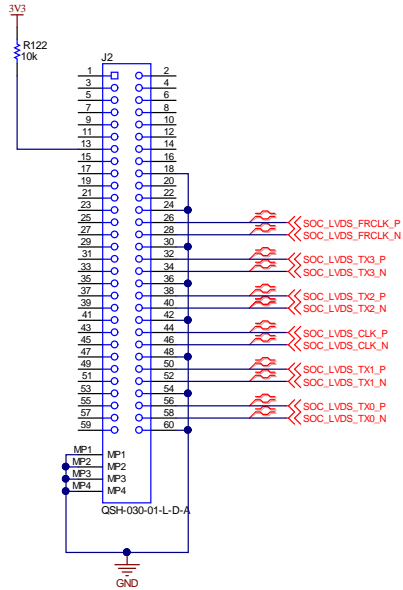 3V3
R122
10k
J2
1 2
3 4
5 6
7 8
9 10
11 12
13 14
15 16
17 18
19 20
21 22
23 24
25 26 SOC_LVDS_FRCLK_P
27 28 SOC_LVDS_FRCLK_N
29 30
31 32 SOC_LVDS_TX3_P
33 34 SOC_LVDS_TX3_N
35 36
37 38 SOC_LVDS_TX2_P
39 40 SOC_LVDS_TX2_N
41 42
43 44 SOC_LVDS_CLK_P
45 46 SOC_LVDS_CLK_N
47 48
49 50 SOC_LVDS_TX1_P
51 52 SOC_LVDS_TX1_N
53 54
55 56 SOC_LVDS_TX0_P
57 58 SOC_LVDS_TX0_N
59 60
MP1 MP1
MP2 MP2
MP3 MP3
MP4 MP4
QSH-030-01-L-D-A
GND